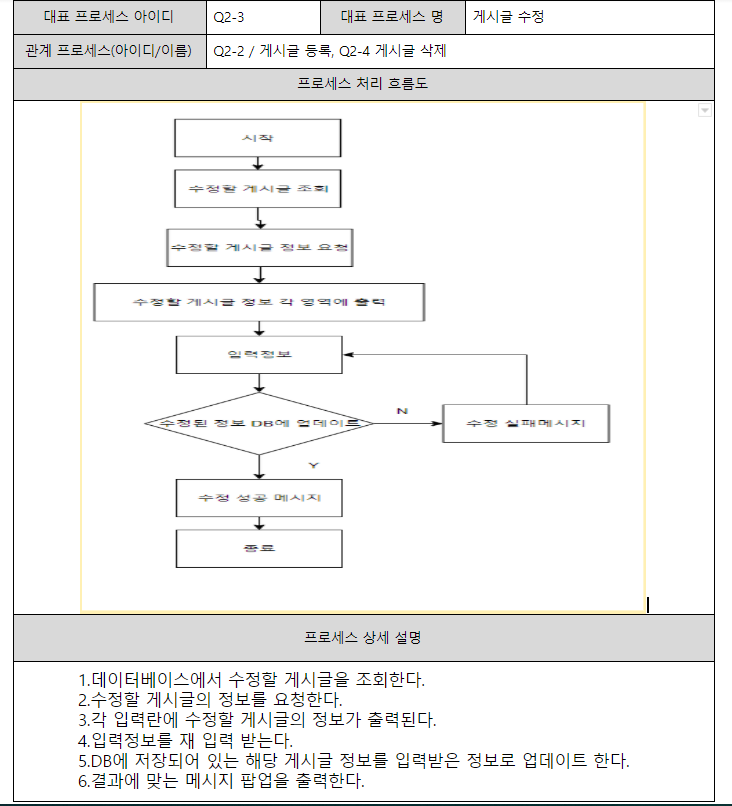 대표 프로세스 아이디 Q2-3 대표 프로세스 명 게시글 수정
관계 프로세스(아이디/이름) Q2-2 / 게시글 등록, Q2-4 게시글 삭제
프로세스 처리 흐름도
시작
수정할 게시글 조회
수정할 게시글 정보 요청
수정할 게시글 정보 각 영역에 출력
입력정보
수정된 정보 DB에 업데이트
N
수정 실패메시지
Y
수정 성공 메시지
종료
프로세스 상세 설명
1.데이터베이스에서 수정할 게시글을 조회한다.
2.수정할 게시글의 정보를 요청한다.
3.각 입력란에 수정할 게시글의 정보가 출력된다.
4.입력정보를 재 입력 받는다.
5.DB에 저장되어 있는 해당 게시글 정보를 입력받은 정보로 업데이트 한다.
6.결과에 맞는 메시지 팝업을 출력한다.